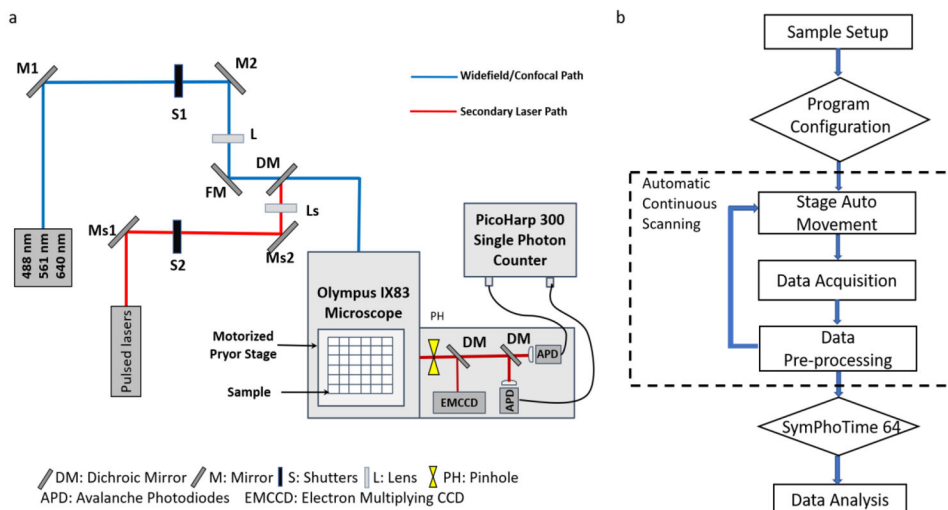 a
M1
M2
S1
L
FM
DM
Ls
Ms1
S2
Ms2
488 nm
561 nm
640 nm
Pulsed lasers
Widefield/Confocal Path
Secondary Laser Path
PicoHarp 300
Single Photon
Counter
Olympus IX83
Microscope
Motorized
Pryor Stage
Sample
PH
DM
DM
APD
APD
EMCCD
DM: Dichroic Mirror
M: Mirror
S: Shutters
L: Lens
PH: Pinhole
APD: Avalanche Photodiodes
EMCCD: Electron Multiplying CCD
b
Sample Setup
Program
Configuration
Automatic
Continuous
Scanning
Stage Auto
Movement
Data Acquisition
Data
Pre-processing
SymPhoTime 64
Data Analysis